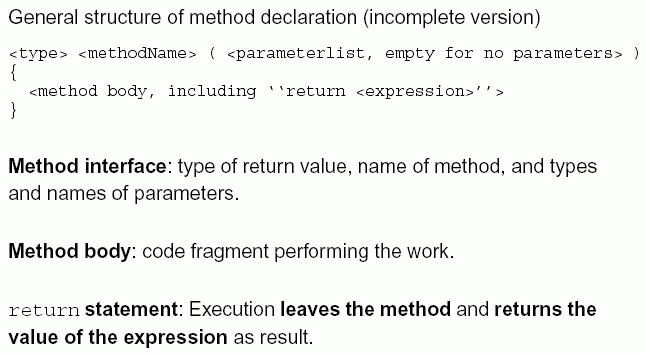 General structure of method declaration (incomplete version)
<type> <methodName> ( <parameterlist, empty for no parameters> )
{
<method body, including ‘‘return <expression>’’>
}
Method interface: type of return value, name of method, and types
and names of parameters.
Method body: code fragment performing the work.
return statement: Execution leaves the method and returns the
value of the expression as result.